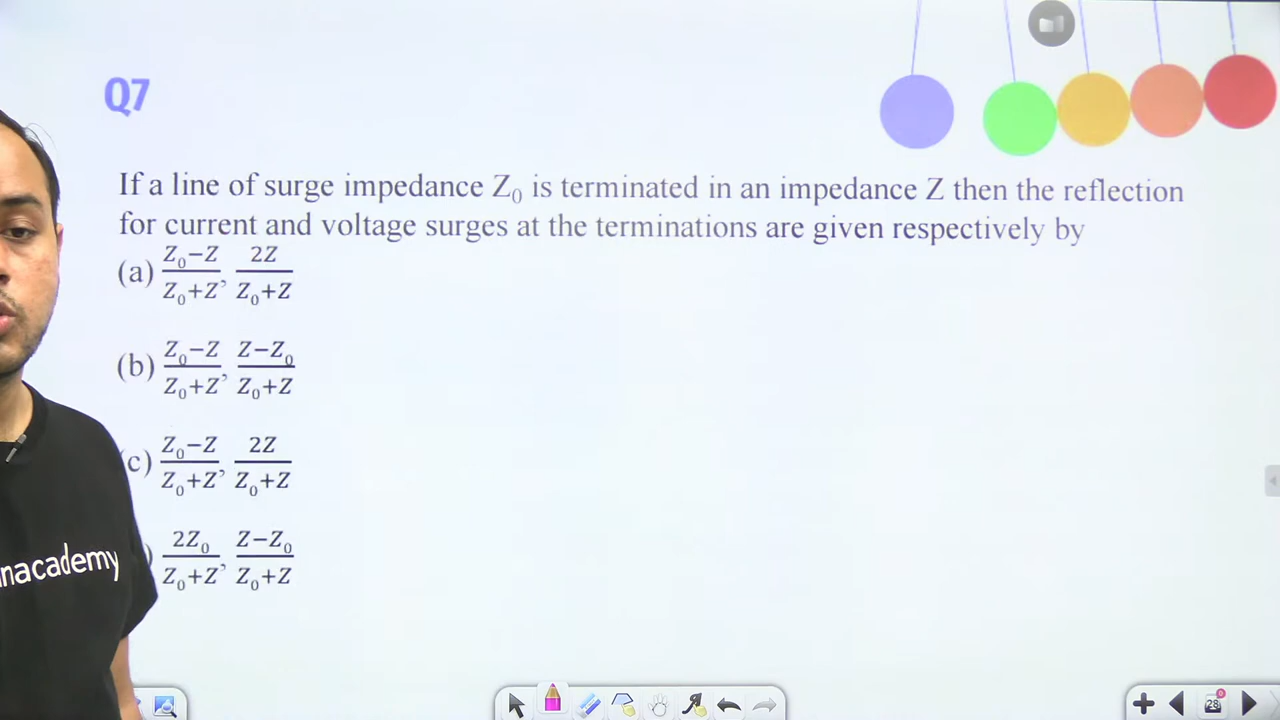 Q7
If a line of surge impedance Z₀ is terminated in an impedance Z then the reflection
for current and voltage surges at the terminations are given respectively by
(a) (Z₀−Z)/(Z₀+Z), 2Z/(Z₀+Z)
(b) (Z₀−Z)/(Z₀+Z), (Z−Z₀)/(Z₀+Z)
(c) (Z₀−Z)/(Z₀+Z), 2Z/(Z₀+Z)
) 2Z₀/(Z₀+Z), (Z−Z₀)/(Z₀+Z)
nacademy
28